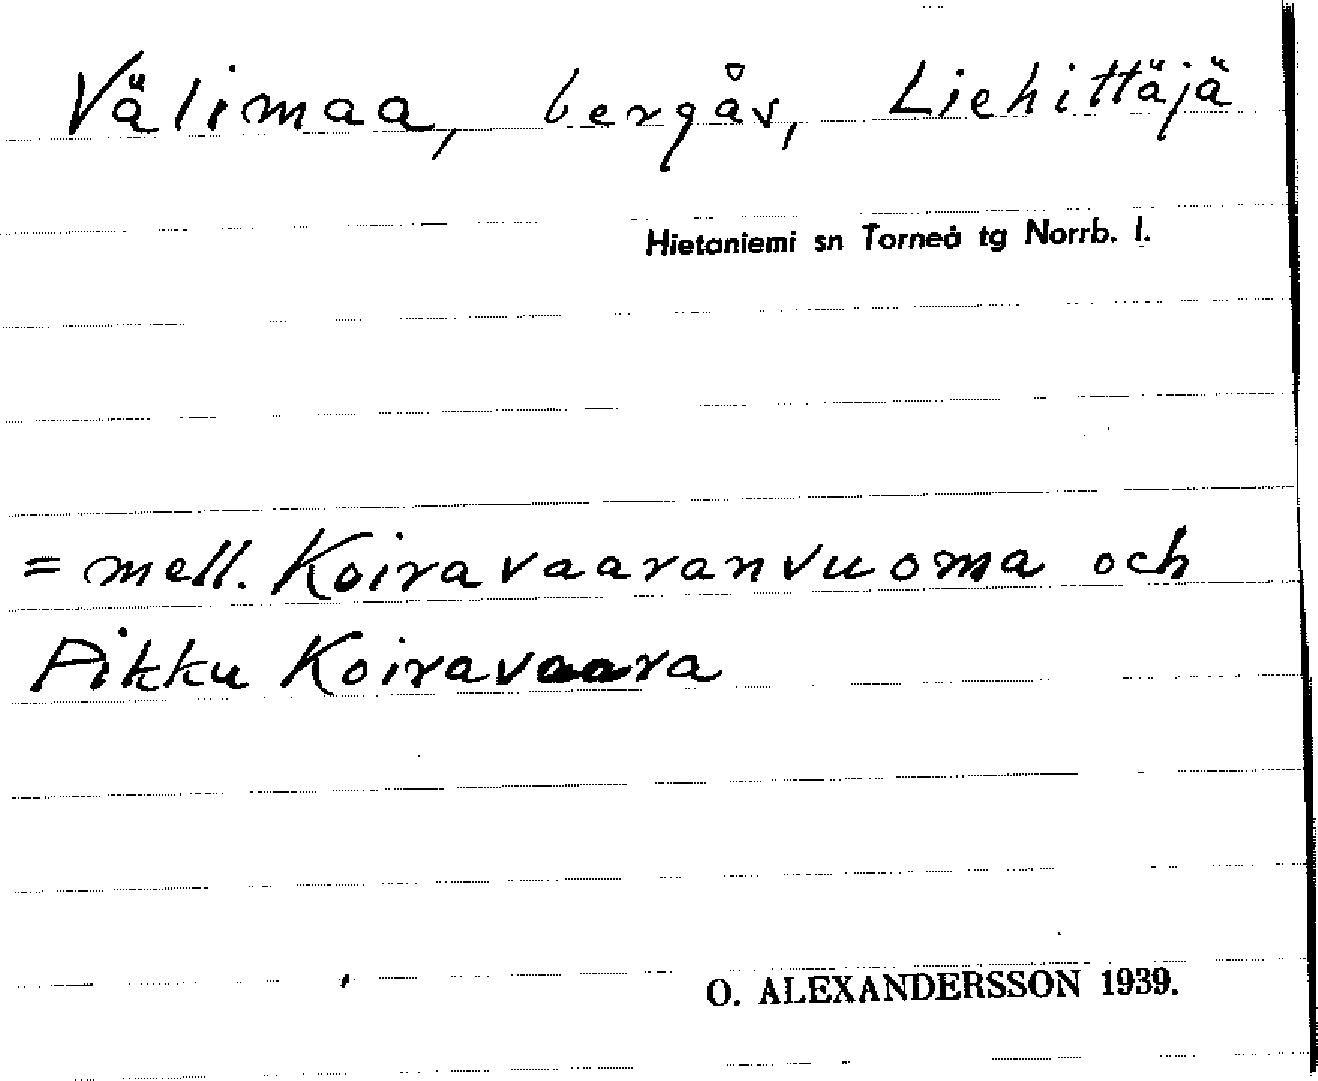 Välimaa, bergås, Liehittäjä
Hietaniemi sn Torneå tg Norrb. l.
= mell. Koiravaaranvuoma och
Pikku Koiravaara
O. ALEXANDERSSON 1939.